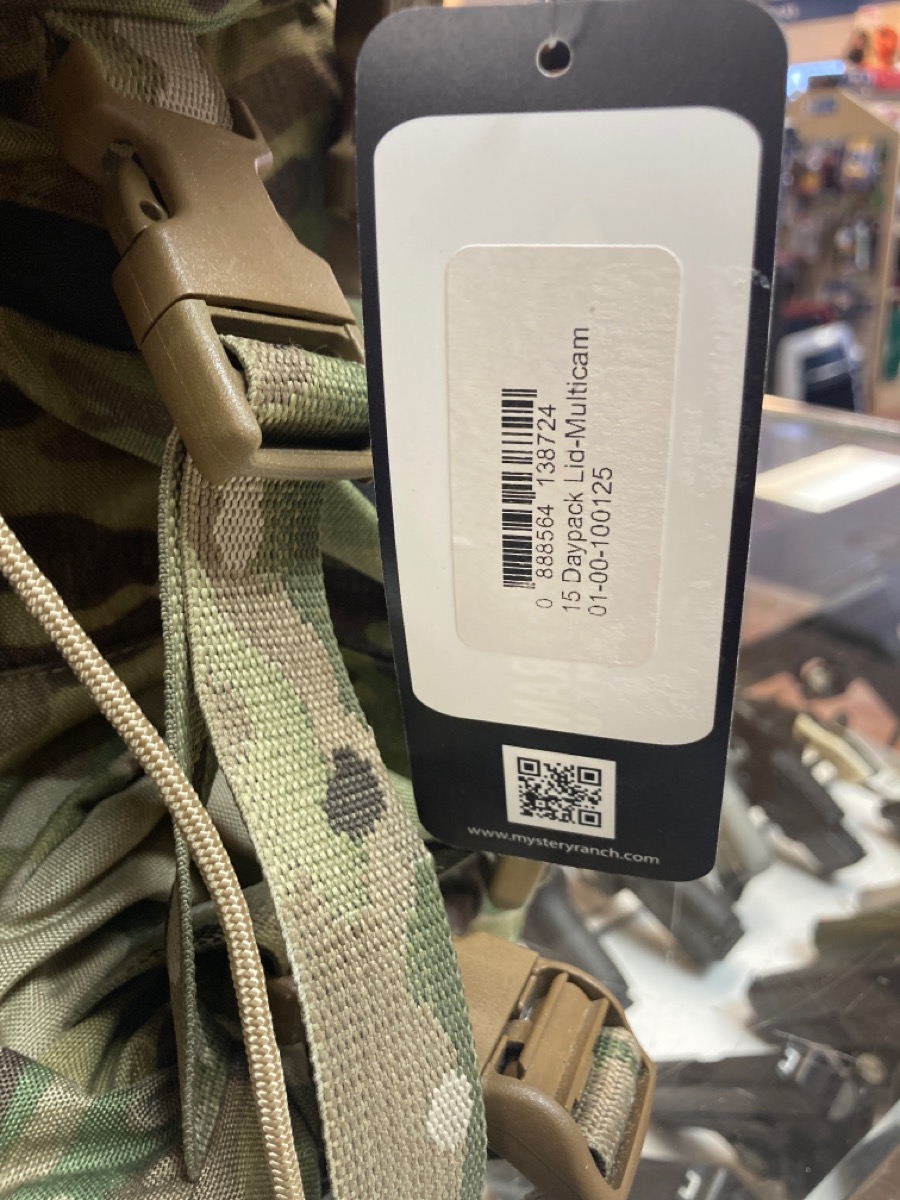 0 888564 138724
15 Daypack Lid-Multicam
01-00-100125
www.mysteryranch.com